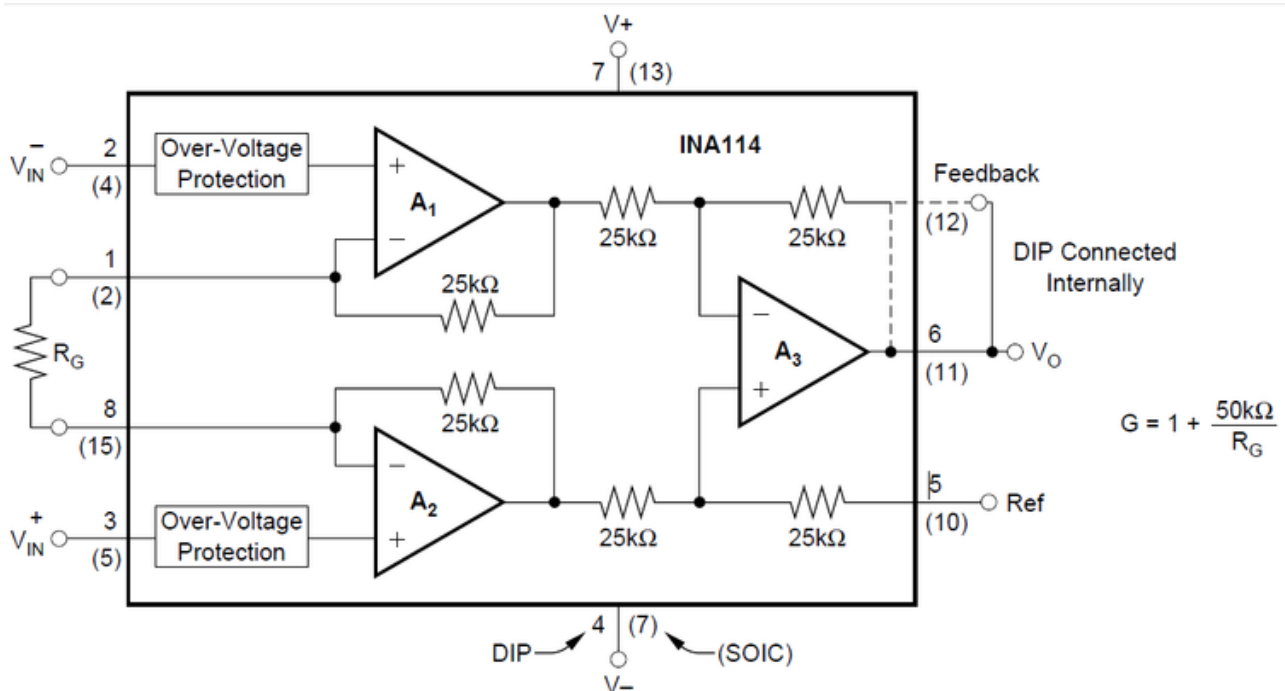 V+
7 (13)
INA114
V⁻IN
2
(4)
Over-Voltage
Protection
+
A1
−
25kΩ
25kΩ
Feedback
(12)
DIP Connected
Internally
1
(2)
25kΩ
RG
−
A3
+
6
(11)
VO
8
(15)
25kΩ
G = 1 + 50kΩ
RG
−
A2
+
V⁺IN
3
(5)
Over-Voltage
Protection
25kΩ
25kΩ
5
(10)
Ref
DIP 4 (7) (SOIC)
V−